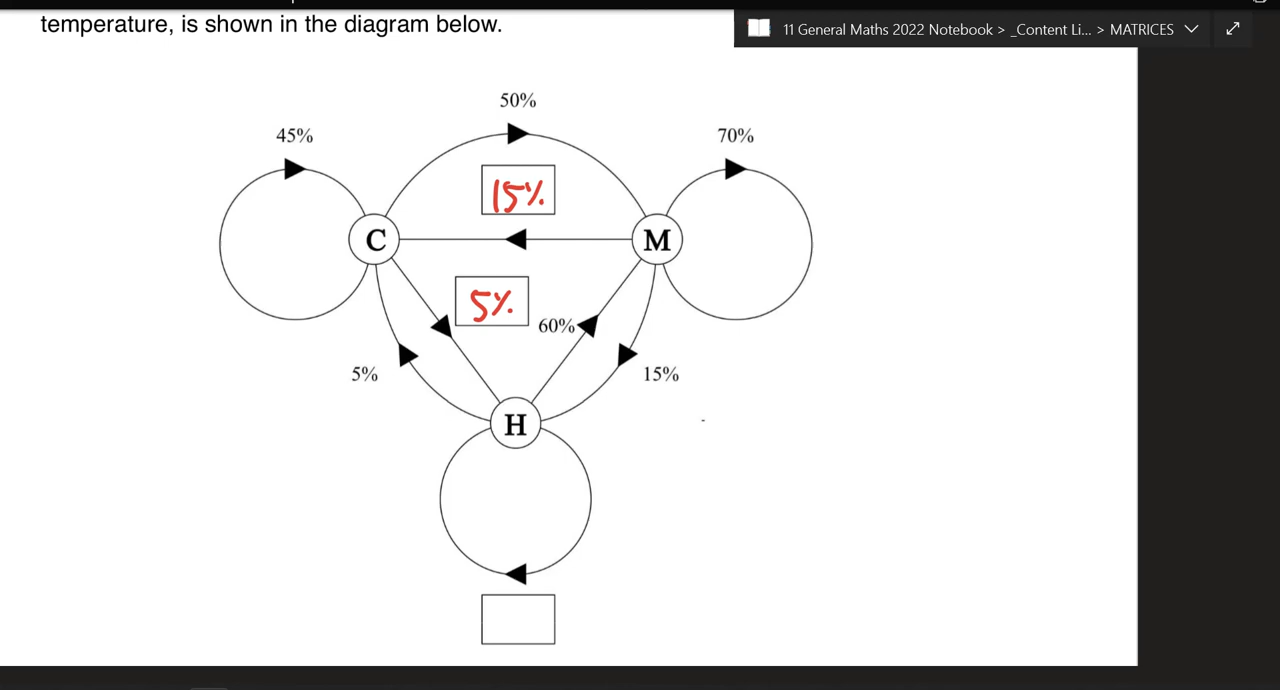 temperature, is shown in the diagram below.
11 General Maths 2022 Notebook > _Content Li... > MATRICES
50%
45%
70%
15%
C
M
5%
60%
5%
15%
H